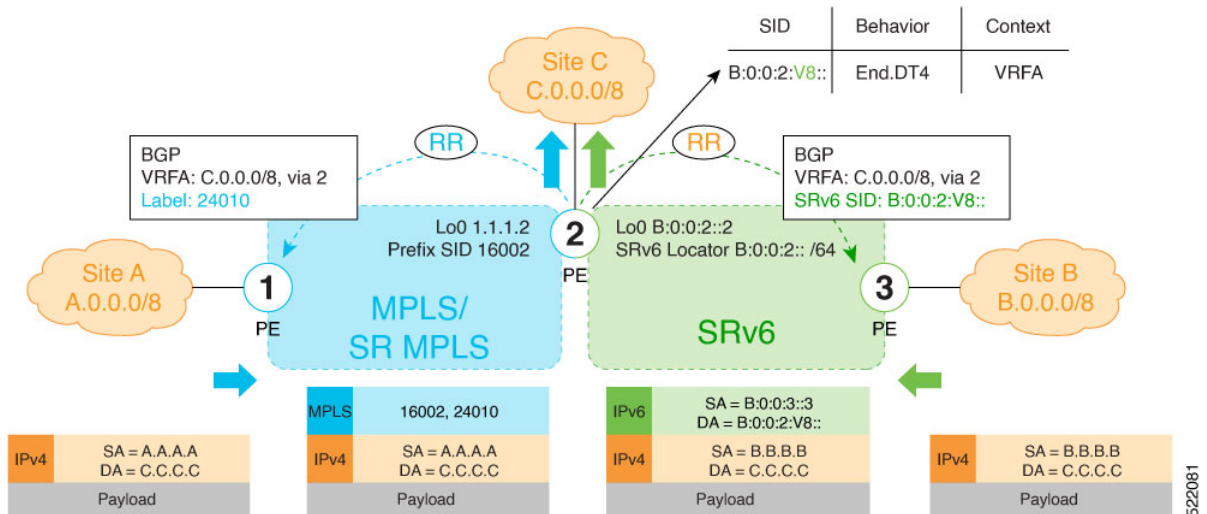 SID Behavior Context
B:0:0:2:V8:: End.DT4 VRFA
Site C
C.0.0.0/8
RR
RR
BGP
VRFA: C.0.0.0/8, via 2
Label: 24010
BGP
VRFA: C.0.0.0/8, via 2
SRv6 SID: B:0:0:2:V8::
Lo0 1.1.1.2
Prefix SID 16002
2
PE
Lo0 B:0:0:2::2
SRv6 Locator B:0:0:2:: /64
Site A
A.0.0.0/8
1
PE
MPLS/
SR MPLS
SRv6
3
PE
Site B
B.0.0.0/8
IPv4
SA = A.A.A.A
DA = C.C.C.C
Payload
MPLS
16002, 24010
IPv4
SA = A.A.A.A
DA = C.C.C.C
Payload
IPv6
SA = B:0:0:3::3
DA = B:0:0:2:V8::
IPv4
SA = B.B.B.B
DA = C.C.C.C
Payload
IPv4
SA = B.B.B.B
DA = C.C.C.C
Payload
522081